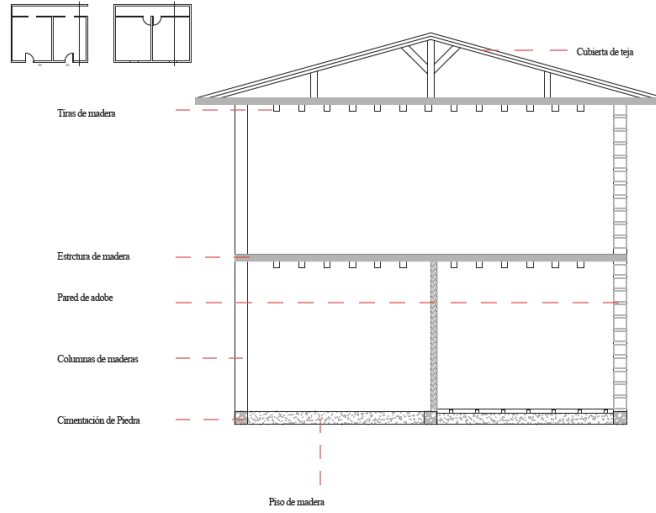 Cubierta de teja
Tiras de madera
Estrctura de madera
Pared de adobe
Columnas de maderas
Cimentación de Piedra
Piso de madera